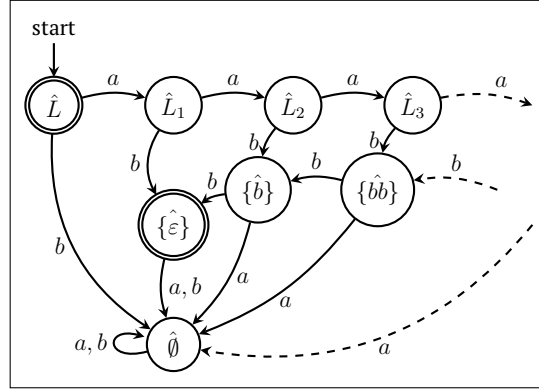 start
a a a a
L̂ L̂₁ L̂₂ L̂₃
b b b
b b b
{ε̂} {b̂} {b̂b}
b
a, b a a
a, b ∅̂ a